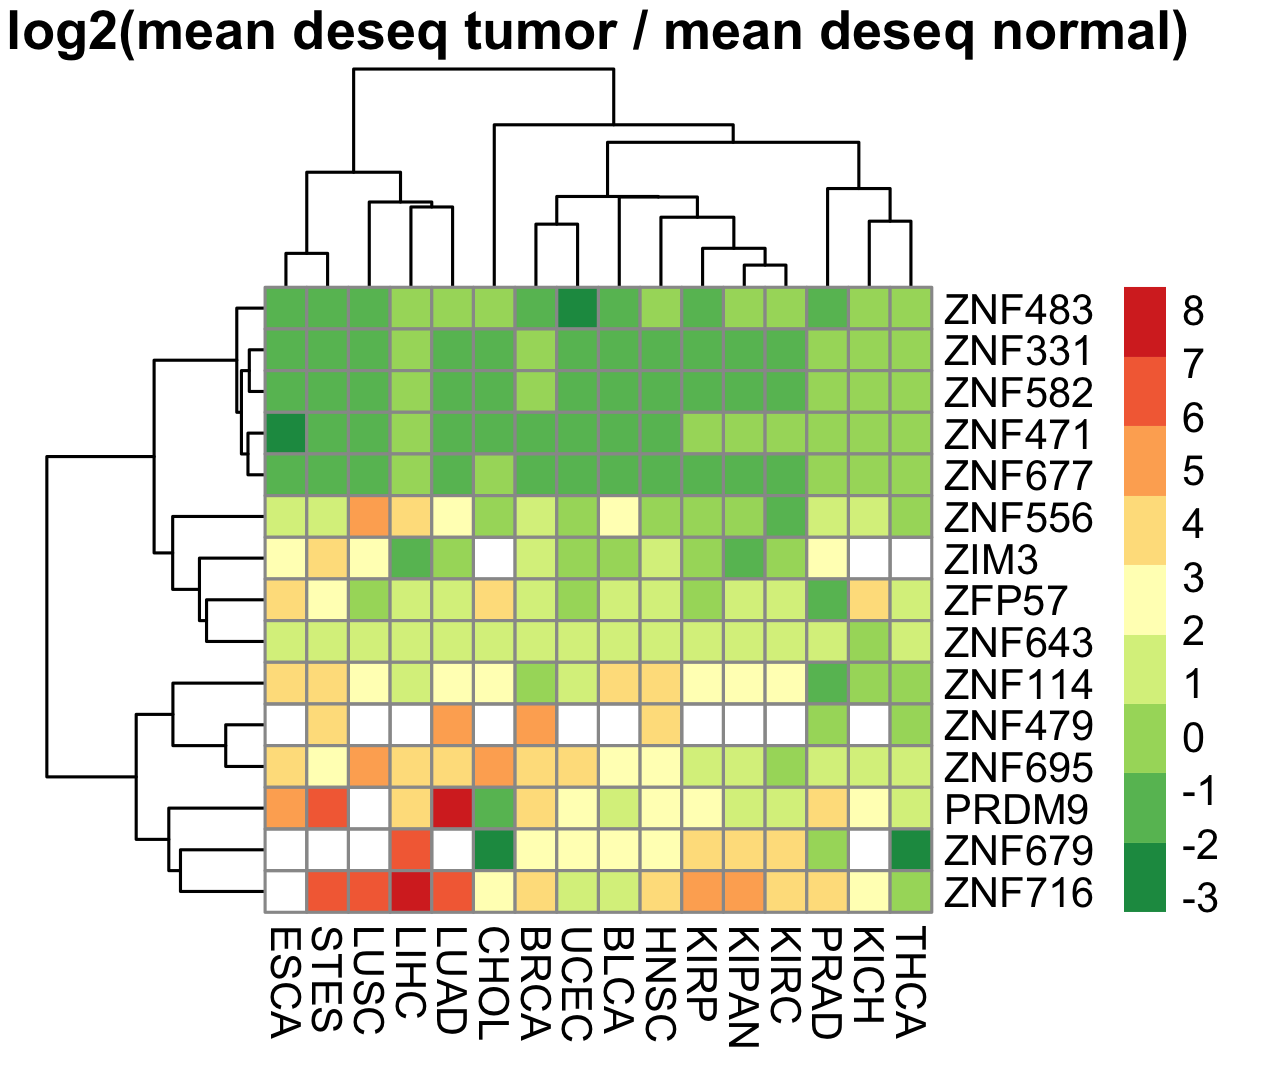 log2(mean deseq tumor / mean deseq normal)
ZNF483
ZNF331
ZNF582
ZNF471
ZNF677
ZNF556
ZIM3
ZFP57
ZNF643
ZNF114
ZNF479
ZNF695
PRDM9
ZNF679
ZNF716
8
7
6
5
4
3
2
1
0
-1
-2
-3
ESCA
STES
LUSC
LIHC
LUAD
CHOL
BRCA
UCEC
BLCA
HNSC
KIRP
KIPAN
KIRC
PRAD
KICH
THCA